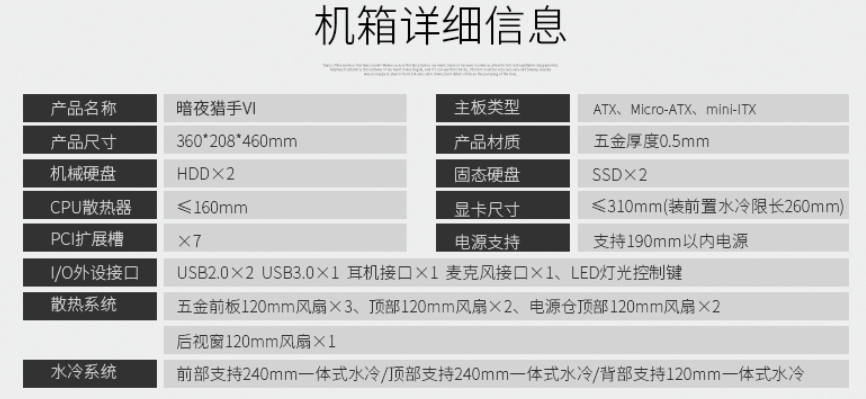 机箱详细信息
产品名称 暗夜猎手VI 主板类型 ATX、Micro-ATX、mini-ITX
产品尺寸 360*208*460mm 产品材质 五金厚度0.5mm
机械硬盘 HDD×2 固态硬盘 SSD×2
CPU散热器 ≤160mm 显卡尺寸 ≤310mm(装前置水冷限长260mm)
PCI扩展槽 ×7 电源支持 支持190mm以内电源
I/O外设接口 USB2.0×2 USB3.0×1 耳机接口×1 麦克风接口×1、LED灯光控制键
散热系统 五金前板120mm风扇×3、顶部120mm风扇×2、电源仓顶部120mm风扇×2
后视窗120mm风扇×1
水冷系统 前部支持240mm一体式水冷/顶部支持240mm一体式水冷/背部支持120mm一体式水冷